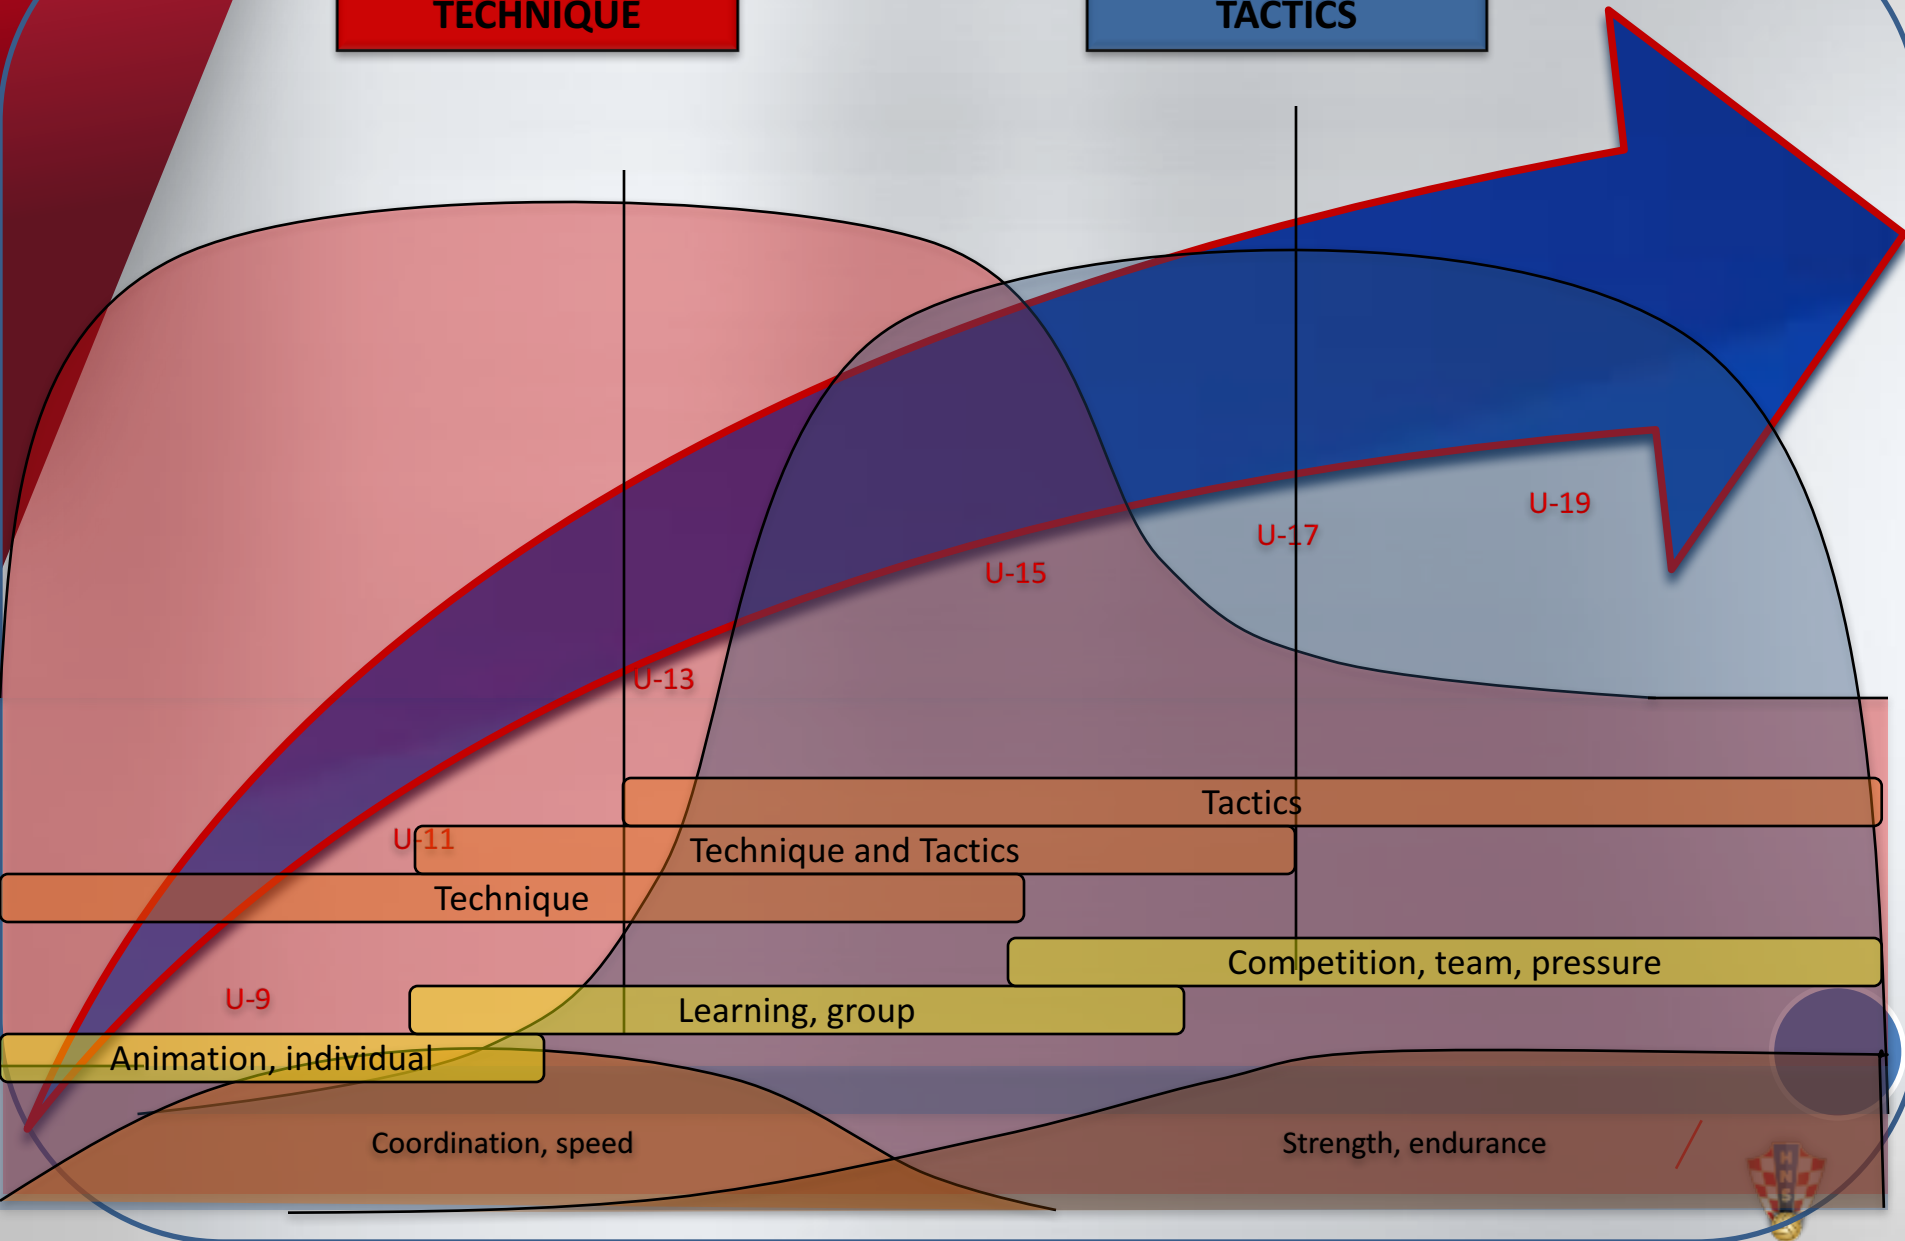 TECHNIQUE
TACTICS
U-19
U-17
U-15
U-13
Tactics
U-11
Technique and Tactics
Technique
Competition, team, pressure
U-9
Learning, group
Animation, individual
Coordination, speed
Strength, endurance
H
N
S